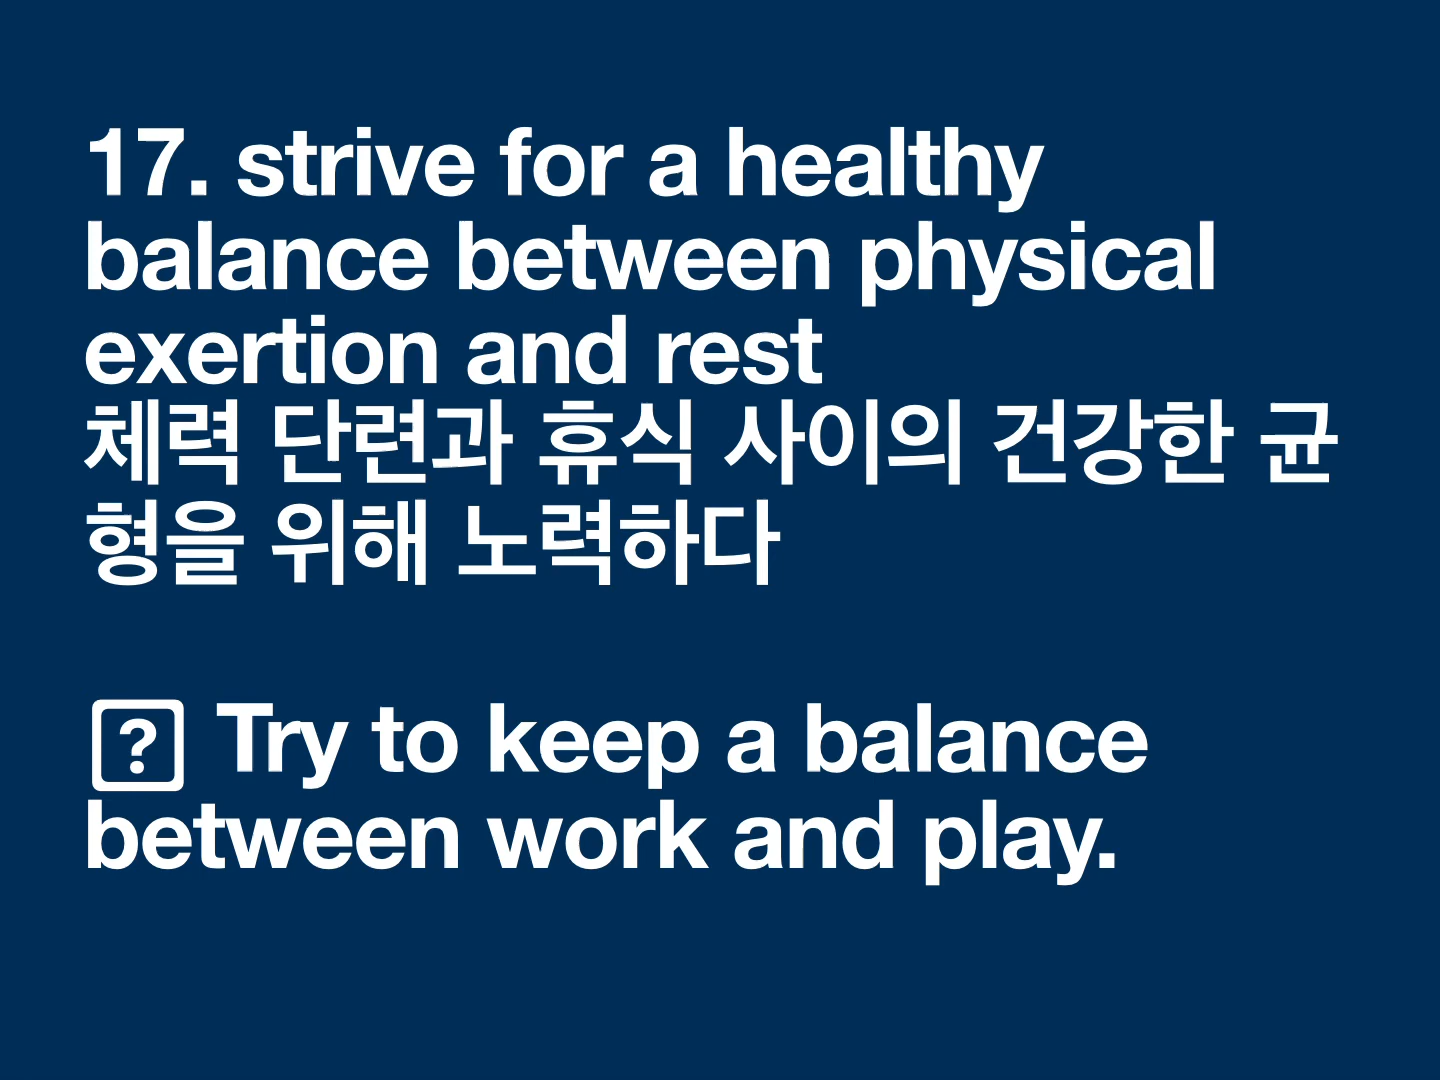 17. strive for a healthy
balance between physical
exertion and rest
체력 단련과 휴식 사이의 건강한 균
형을 위해 노력하다
⍰ Try to keep a balance
between work and play.